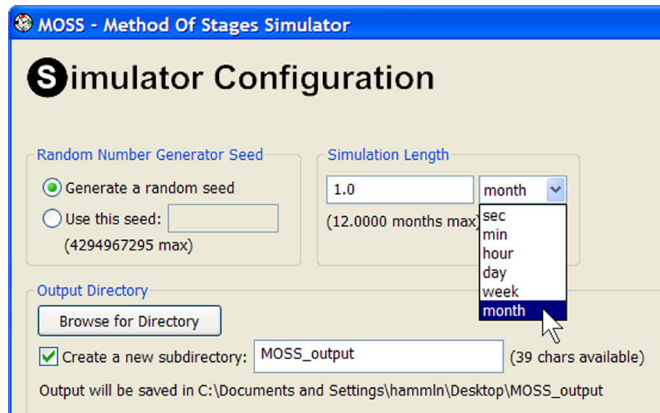 MOSS - Method Of Stages Simulator
Simulator Configuration
Random Number Generator Seed
Generate a random seed
Use this seed:
(4294967295 max)
Simulation Length
1.0 month
(12.0000 months max
sec
min
hour
day
week
month
Output Directory
Browse for Directory
Create a new subdirectory: MOSS_output (39 chars available)
Output will be saved in C:\Documents and Settings\hammln\Desktop\MOSS_output